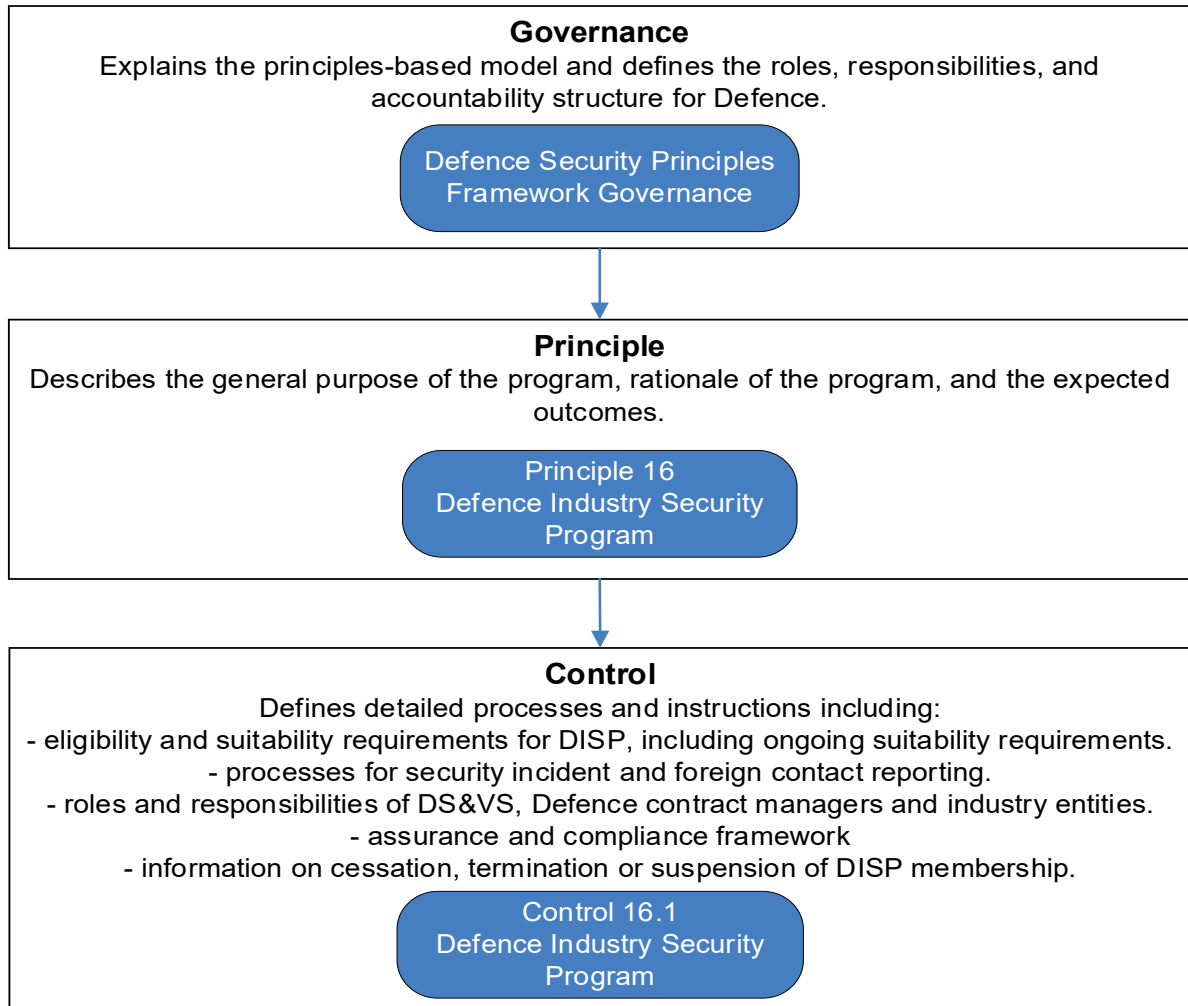 Governance
Explains the principles-based model and defines the roles, responsibilities, and
accountability structure for Defence.
Defence Security Principles
Framework Governance
Principle
Describes the general purpose of the program, rationale of the program, and the expected
outcomes.
Principle 16
Defence Industry Security
Program
Control
Defines detailed processes and instructions including:
- eligibility and suitability requirements for DISP, including ongoing suitability requirements.
- processes for security incident and foreign contact reporting.
- roles and responsibilities of DS&VS, Defence contract managers and industry entities.
- assurance and compliance framework
- information on cessation, termination or suspension of DISP membership.
Control 16.1
Defence Industry Security
Program